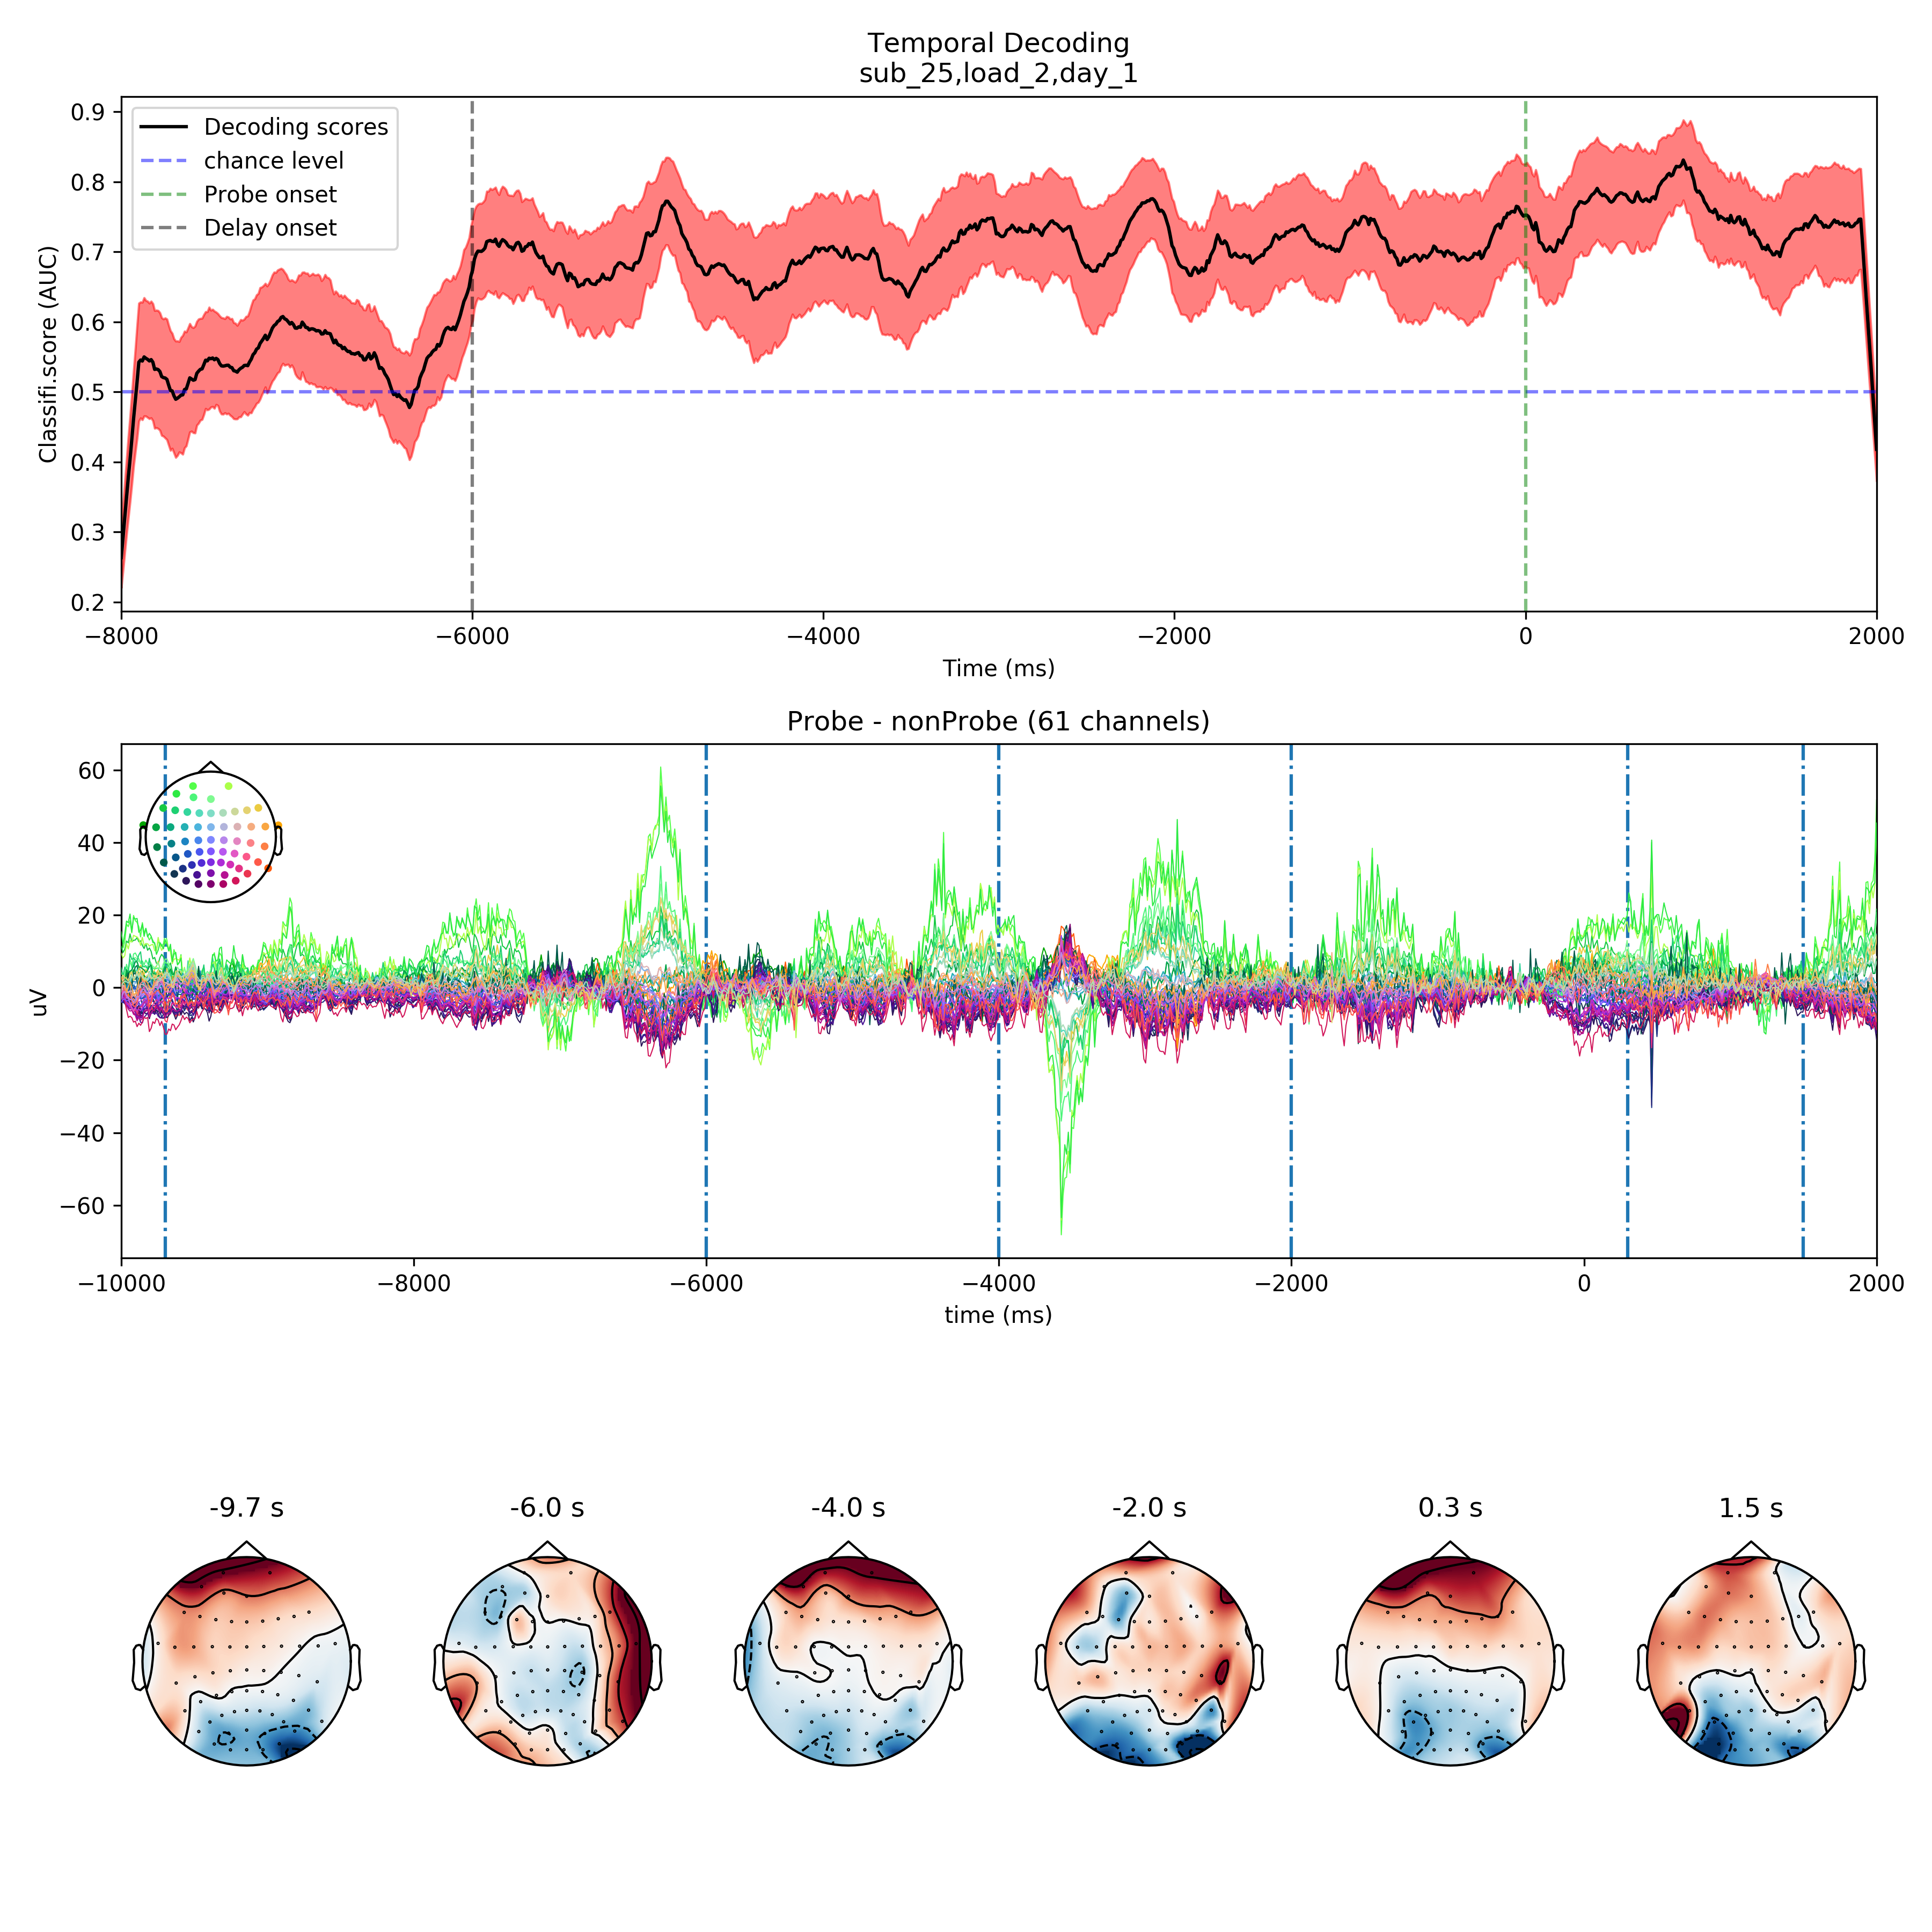 Temporal Decoding
sub_25,load_2,day_1
Classifi.score (AUC)
0.9
0.8
0.7
0.6
0.5
0.4
0.3
0.2
Decoding scores
chance level
Probe onset
Delay onset
−8000 −6000 −4000 −2000 0 2000
Time (ms)
Probe - nonProbe (61 channels)
uV
60
40
20
0
−20
−40
−60
−10000 −8000 −6000 −4000 −2000 0 2000
time (ms)
-9.7 s -6.0 s -4.0 s -2.0 s 0.3 s 1.5 s